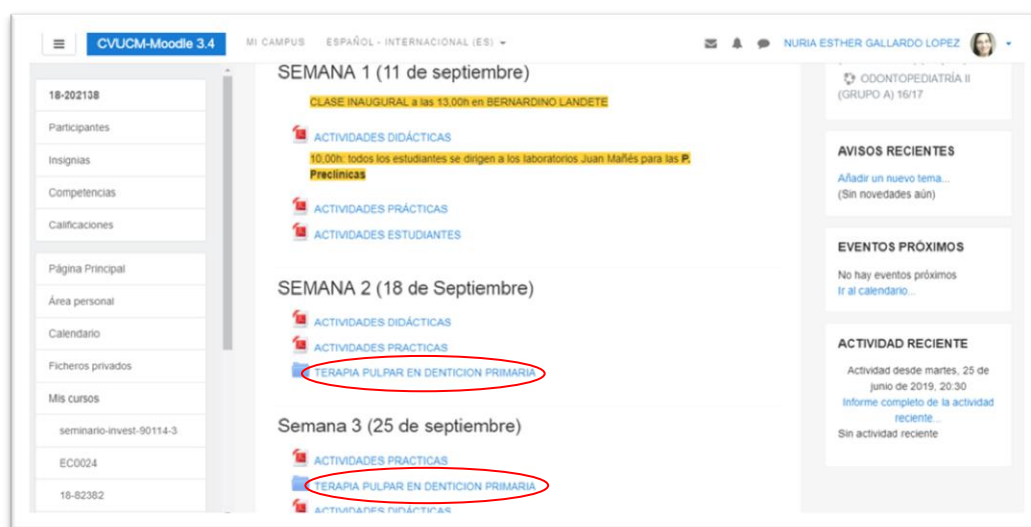 CVUCM-Moodle 3.4
MI CAMPUS
ESPAÑOL - INTERNACIONAL (ES)
NURIA ESTHER GALLARDO LOPEZ
18-202138
Participantes
Insignias
Competencias
Calificaciones
Página Principal
Área personal
Calendario
Ficheros privados
Mis cursos
seminario-invest-90114-3
EC0024
18-82382
SEMANA 1 (11 de septiembre)
CLASE INAUGURAL a las 13,00h en BERNARDINO LANDETE
ACTIVIDADES DIDÁCTICAS
10,00h: todos los estudiantes se dirigen a los laboratorios Juan Mañés para las P.
Preclínicas
ACTIVIDADES PRÁCTICAS
ACTIVIDADES ESTUDIANTES
SEMANA 2 (18 de Septiembre)
ACTIVIDADES DIDÁCTICAS
ACTIVIDADES PRACTICAS
TERAPIA PULPAR EN DENTICION PRIMARIA
Semana 3 (25 de septiembre)
ACTIVIDADES PRACTICAS
TERAPIA PULPAR EN DENTICION PRIMARIA
ACTIVIDADES DIDÁCTICAS
ODONTOPEDIATRÍA II
(GRUPO A) 16/17
AVISOS RECIENTES
Añadir un nuevo tema...
(Sin novedades aún)
EVENTOS PRÓXIMOS
No hay eventos próximos
Ir al calendario...
ACTIVIDAD RECIENTE
Actividad desde martes, 25 de
junio de 2019, 20:30
Informe completo de la actividad
reciente...
Sin actividad reciente